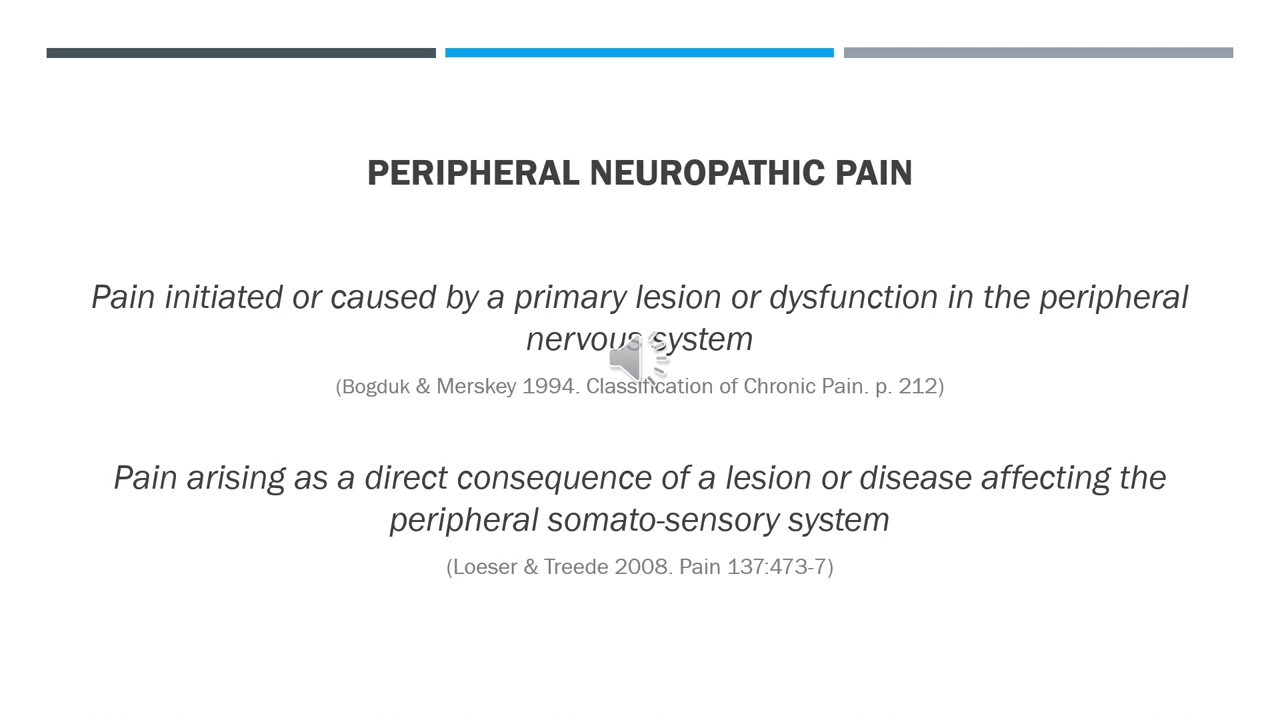 PERIPHERAL NEUROPATHIC PAIN
Pain initiated or caused by a primary lesion or dysfunction in the peripheral
nervous system
(Bogduk & Merskey 1994. Classification of Chronic Pain. p. 212)
Pain arising as a direct consequence of a lesion or disease affecting the
peripheral somato-sensory system
(Loeser & Treede 2008. Pain 137:473-7)